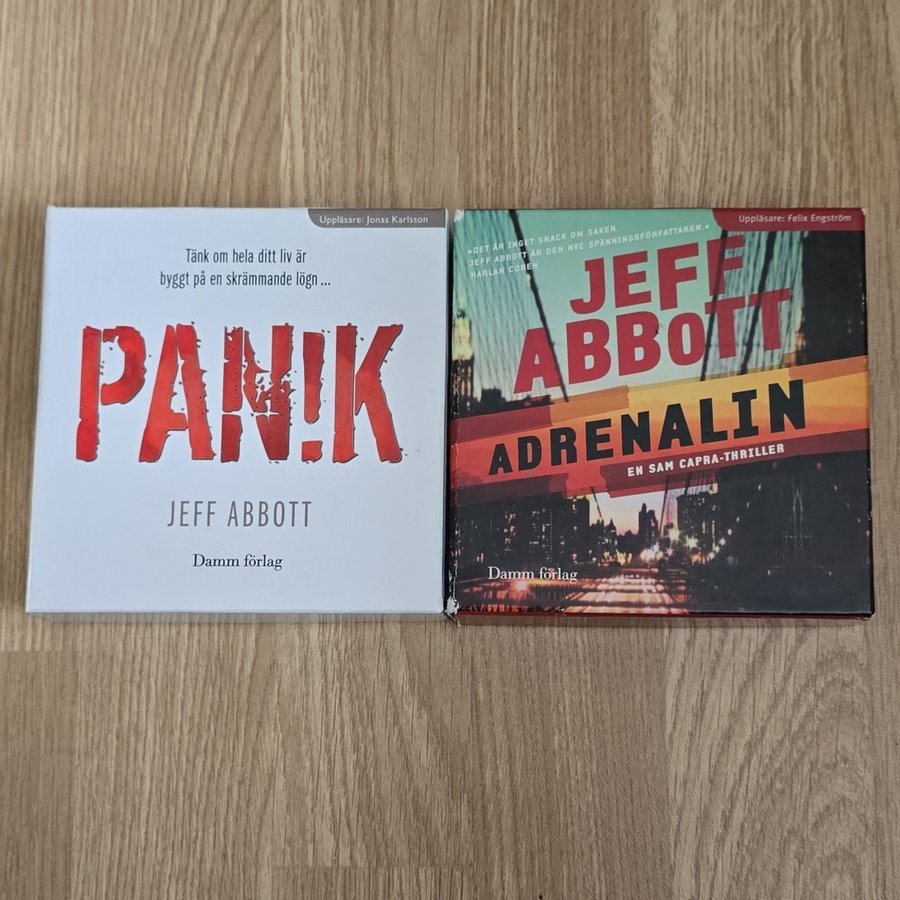 Uppläsare: Jonas Karlsson
Tänk om hela ditt liv är
byggt på en skrämmande lögn ...
PAN!K
JEFF ABBOTT
Damm förlag
Uppläsare: Felix Engström
»DET ÄR INGET SNACK OM SAKEN.
JEFF ABBOTT ÄR DEN NYE SPÄNNINGSFÖRFATTAREN.«
HARLAN COBEN
JEFF
ABBOTT
ADRENALIN
EN SAM CAPRA-THRILLER
Damm förlag